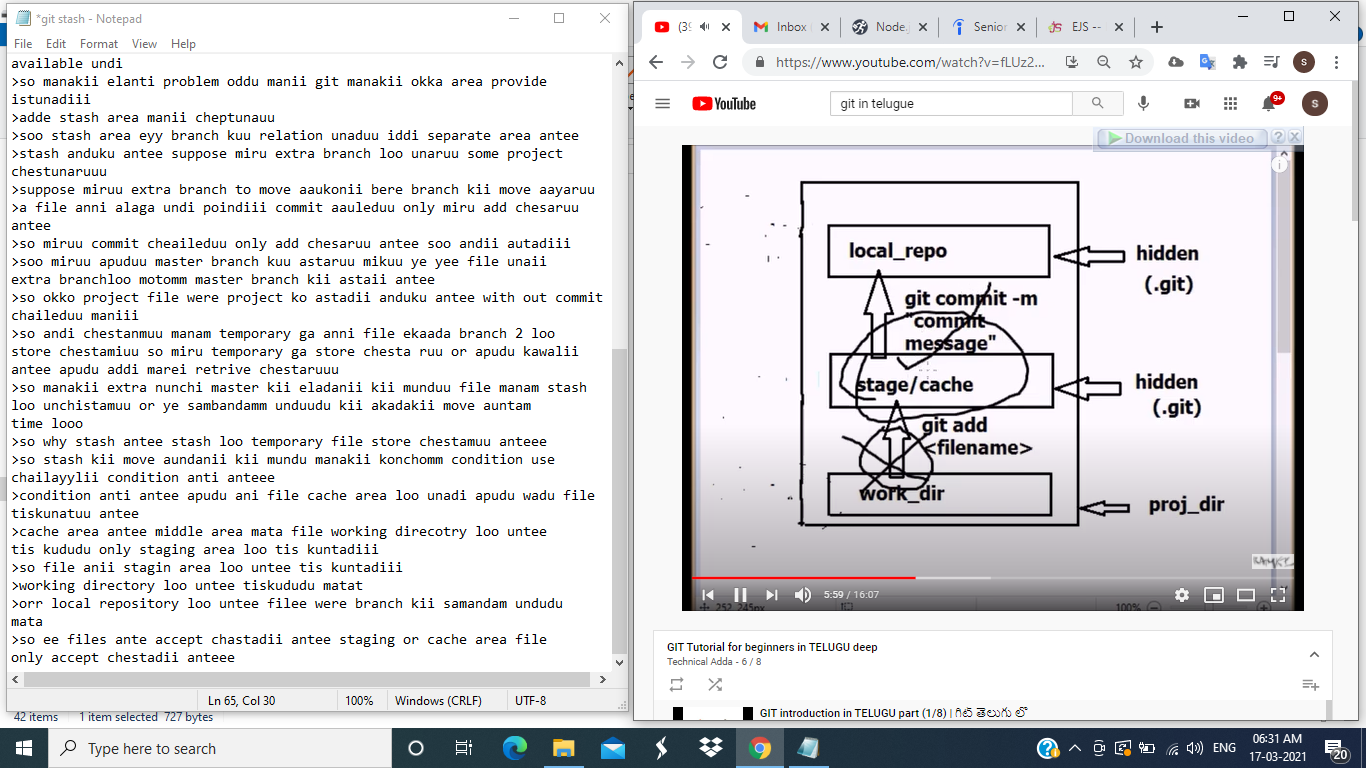 *git stash - Notepad
File Edit Format View Help
available undi
>so manakii elanti problem oddu manii git manakii okka area provide
istunadiii
>adde stash area manii cheptunauu
>soo stash area eyy branch kuu relation unaduu iddi separate area antee
>stash anduku antee suppose miru extra branch loo unaruu some project
chestunaruuu
>suppose miruu extra branch to move aaukonii bere branch kii move aayaruu
>a file anni alaga undi poindiii commit aauleduu only miru add chesaruu
antee
>so miruu commit cheaileduu only add chesaruu antee soo andii autadiii
>soo miruu apuduu master branch kuu astaruu mikuu ye yee file unaii
extra branchloo motomm master branch kii astaii antee
>so okko project file were project ko astadii anduku antee with out commit
chaileduu maniii
>so andi chestanmuu manam temporary ga anni file ekaada branch 2 loo
store chestamiuu so miru temporary ga store chesta ruu or apudu kawalii
antee apudu addi marei retrive chestaruuu
>so manakii extra nunchi master kii eladanii kii munduu file manam stash
loo unchistamuu or ye sambandamm unduudu kii akadakii move auntam
time looo
>so why stash antee stash loo temporary file store chestamuu anteee
>so stash kii move aundanii kii mundu manakii konchomm condition use
chailayylii condition anti anteee
>condition anti antee apudu ani file cache area loo unadi apudu wadu file
tiskunatuu antee
>cache area antee middle area mata file working direcotry loo untee
tis kududu only staging area loo tis kuntadiii
>so file anii stagin area loo untee tis kuntadiii
>working directory loo untee tiskududu matat
>orr local repository loo untee filee were branch kii samandam undudu
mata
>so ee files ante accept chastadii antee staging or cache area file
only accept chestadii anteee
Ln 65, Col 30 100% Windows (CRLF) UTF-8
42 items 1 item selected 727 bytes
(39 Inbox Node. Senior EJS --
https://www.youtube.com/watch?v=fLUz2... s
YouTube
git in telugue
9+
S
Download this video ? X
local_repo
hidden
(.git)
git commit -m
"commit
message"
stage/cache
hidden
(.git)
git add
<filename>
work_dir
proj_dir
5:59 / 16:07
252, 245px 100%
GIT Tutorial for beginners in TELUGU deep
Technical Adda - 6 / 8
GIT introduction in TELUGU part (1/8) | గిట్ తెలుగు లో
Type here to search
ENG
06:31 AM
17-03-2021
20